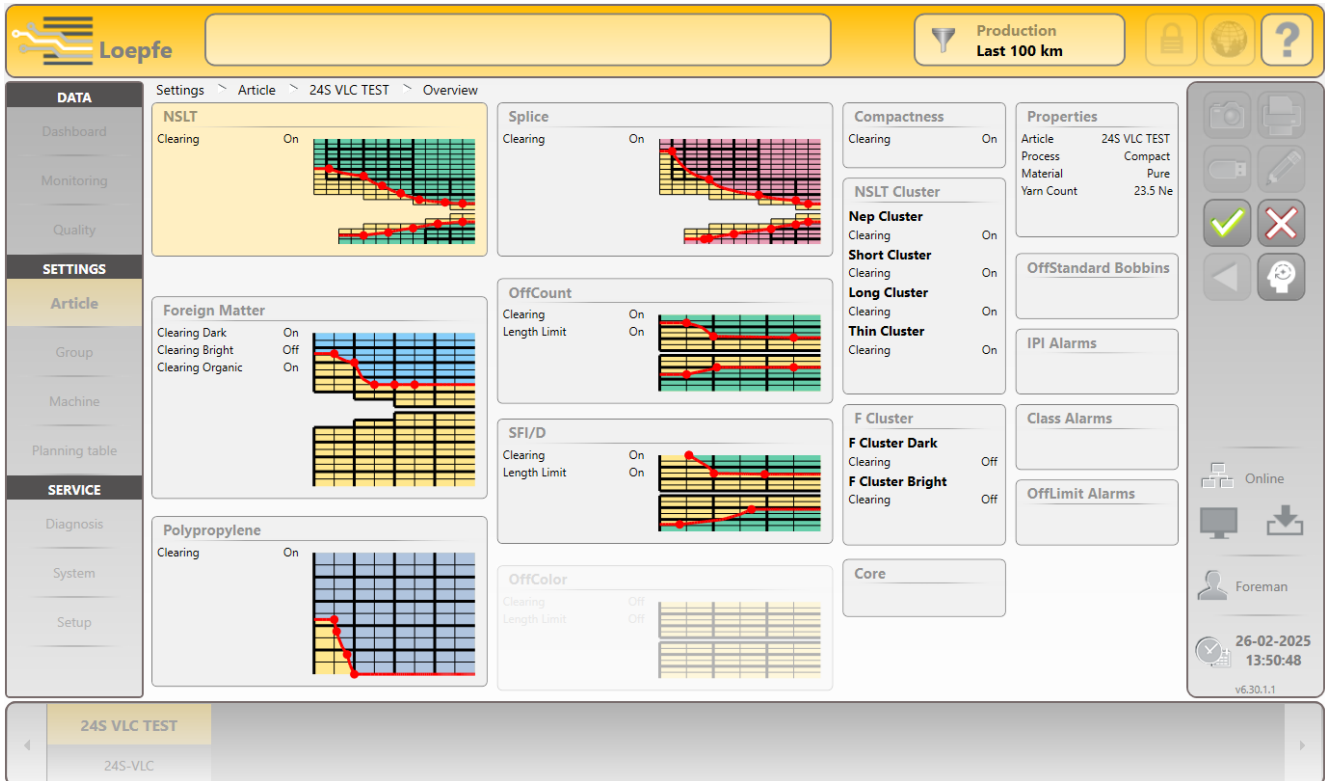 Loepfe
Production
Last 100 km
?
DATA
Dashboard
Monitoring
Quality
SETTINGS
Article
Group
Machine
Planning table
SERVICE
Diagnosis
System
Setup
Settings > Article > 24S VLC TEST > Overview
NSLT
Clearing On
Foreign Matter
Clearing Dark On
Clearing Bright Off
Clearing Organic On
Polypropylene
Clearing On
Splice
Clearing On
OffCount
Clearing On
Length Limit On
SFI/D
Clearing On
Length Limit On
OffColor
Clearing Off
Length Limit Off
Compactness
Clearing On
NSLT Cluster
Nep Cluster
Clearing On
Short Cluster
Clearing On
Long Cluster
Clearing On
Thin Cluster
Clearing On
F Cluster
F Cluster Dark
Clearing Off
F Cluster Bright
Clearing Off
Core
Properties
Article 24S VLC TEST
Process Compact
Material Pure
Yarn Count 23.5 Ne
OffStandard Bobbins
IPI Alarms
Class Alarms
OffLimit Alarms
Online
Foreman
26-02-2025
13:50:48
v6.30.1.1
24S VLC TEST
24S-VLC